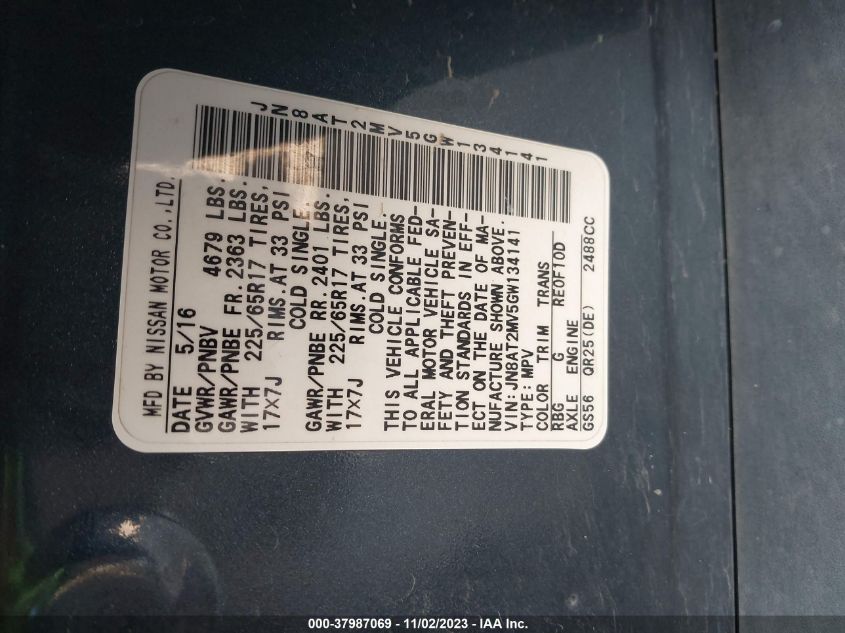 JN8AT2MV5GW134141
MFD BY NISSAN MOTOR CO.,LTD.
DATE 5/16
GVWR/PNBV 4679 LBS.
GAWR/PNBE FR. 2363 LBS.
WITH 225/65R17 TIRES,
17X7J RIMS.AT 33 PSI
COLD SINGLE.
GAWR/PNBE RR. 2401 LBS.
WITH 225/65R17 TIRES,
17X7J RIMS.AT 33 PSI
COLD SINGLE.
THIS VEHICLE CONFORMS
TO ALL APPLICABLE FED-
ERAL MOTOR VEHICLE SA-
FETY AND THEFT PREVEN-
TION STANDARDS IN EFF-
ECT ON THE DATE OF MA-
NUFACTURE SHOWN ABOVE.
VIN:JN8AT2MV5GW134141
TYPE:MPV
COLOR TRIM TRANS
RBG G RE0F10D
AXLE ENGINE
GS56 QR25(DE) 2488CC
000-37987069 - 11/02/2023 - IAA Inc.